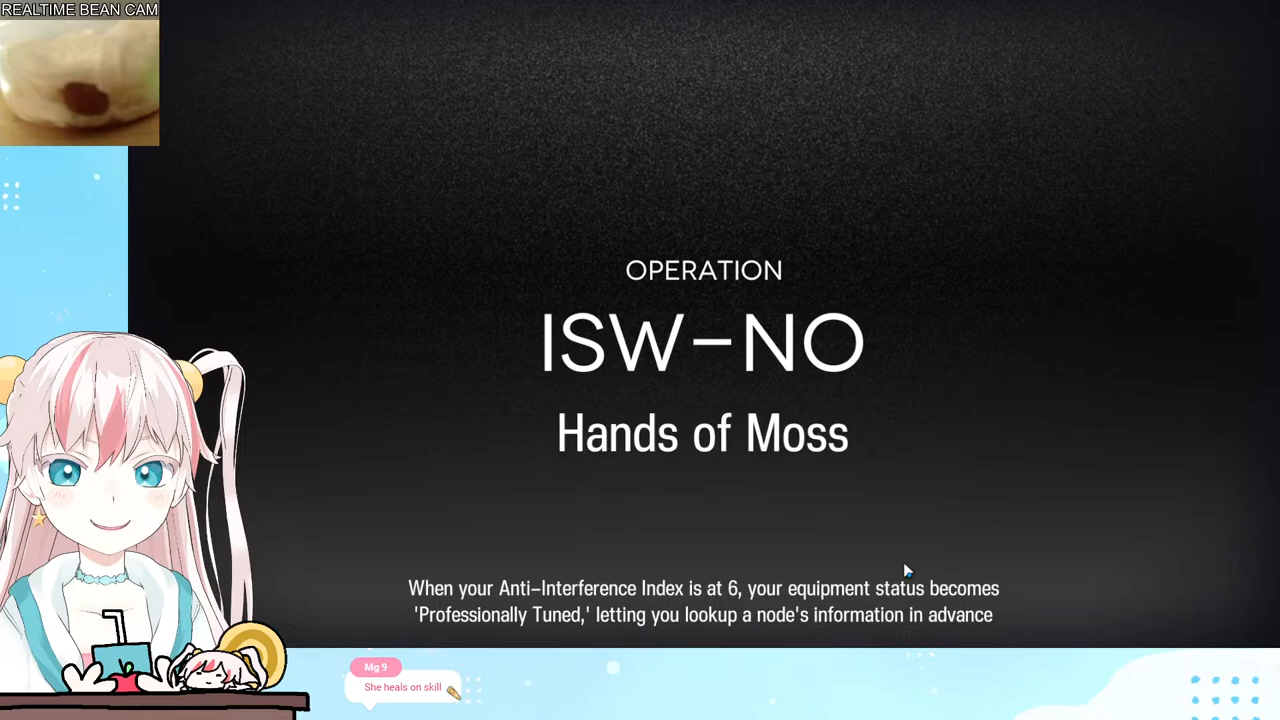 REALTIME BEAN CAM
OPERATION
ISW-NO
Hands of Moss
When your Anti-Interference Index is at 6, your equipment status becomes
'Professionally Tuned,' letting you lookup a node's information in advance
Mg 9
She heals on skill